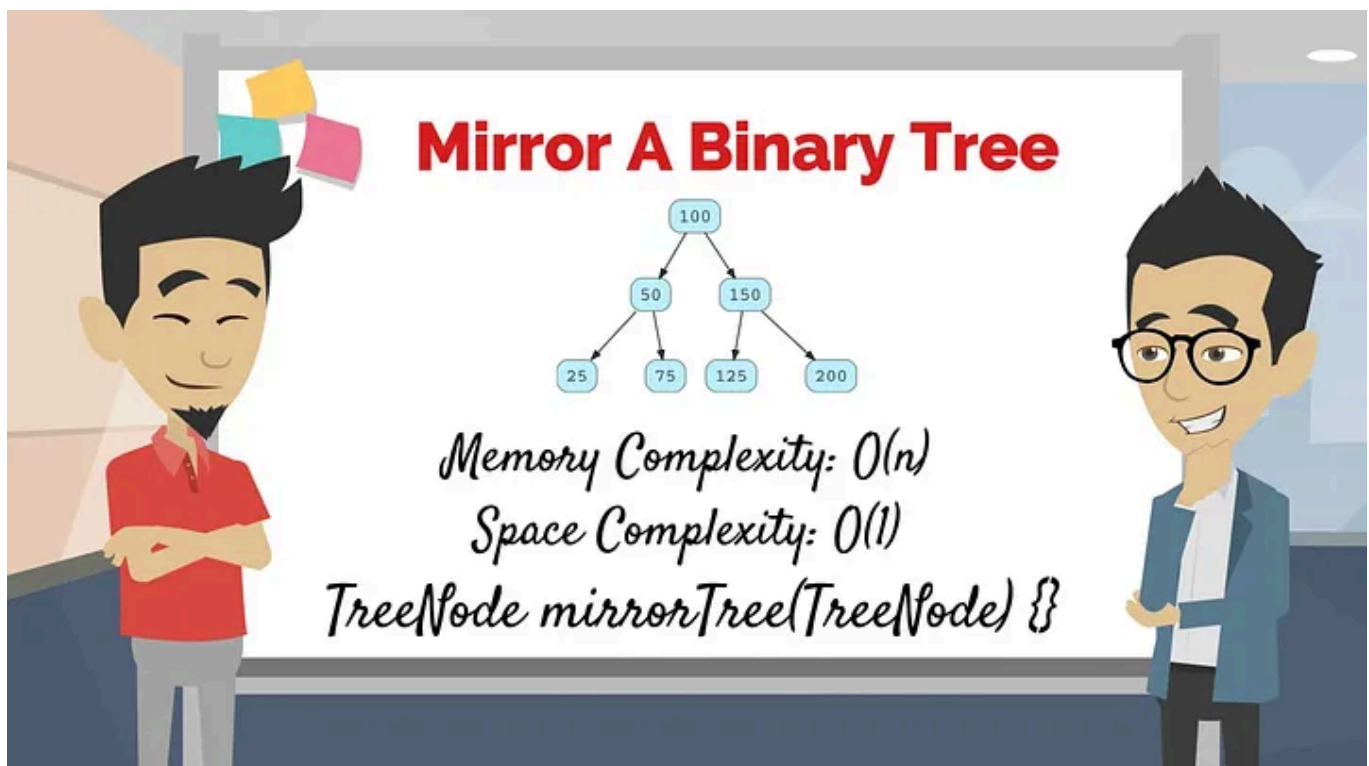 Mirror A Binary Tree
100
50 150
25 75 125 200
Memory Complexity: O(n)
Space Complexity: O(1)
TreeNode mirrorTree(TreeNode) {}